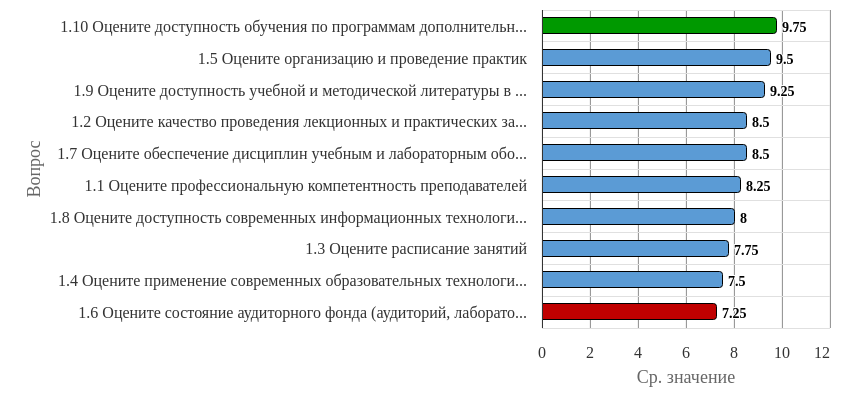 1.10 Оцените доступность обучения по программам дополнительн... 9.75
1.5 Оцените организацию и проведение практик 9.5
1.9 Оцените доступность учебной и методической литературы в ... 9.25
1.2 Оцените качество проведения лекционных и практических за... 8.5
1.7 Оцените обеспечение дисциплин учебным и лабораторным обо... 8.5
1.1 Оцените профессиональную компетентность преподавателей 8.25
1.8 Оцените доступность современных информационных технологи... 8
1.3 Оцените расписание занятий 7.75
1.4 Оцените применение современных образовательных технологи... 7.5
1.6 Оцените состояние аудиторного фонда (аудиторий, лаборато... 7.25
Вопрос
0 2 4 6 8 10 12
Ср. значение